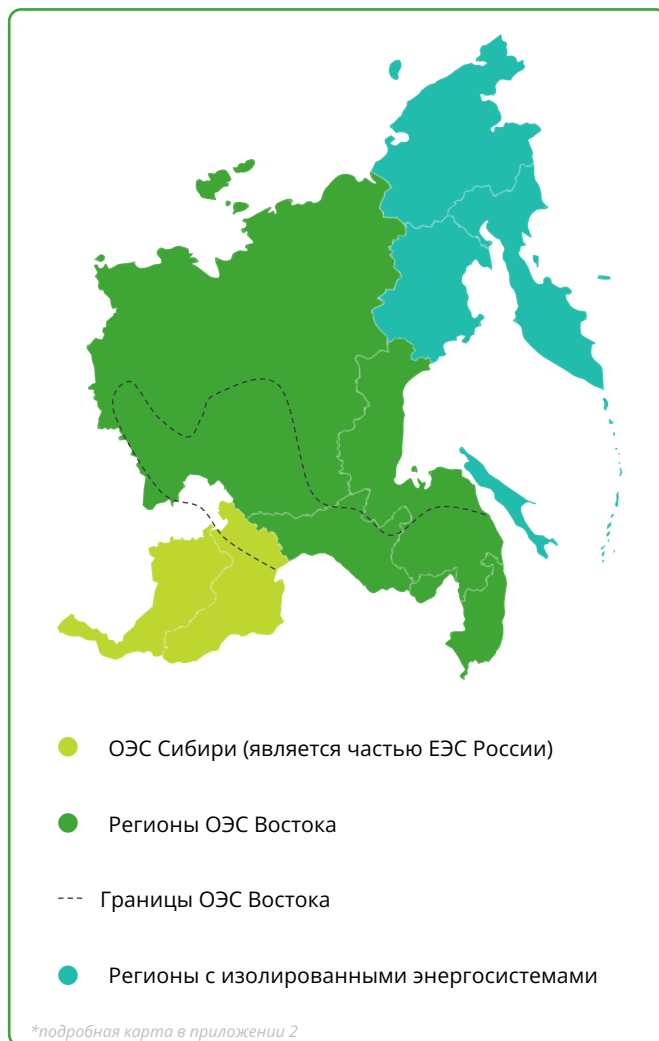 ОЭС Сибири (является частью ЕЭС России)
Регионы ОЭС Востока
Границы ОЭС Востока
Регионы с изолированными энергосистемами
*подробная карта в приложении 2